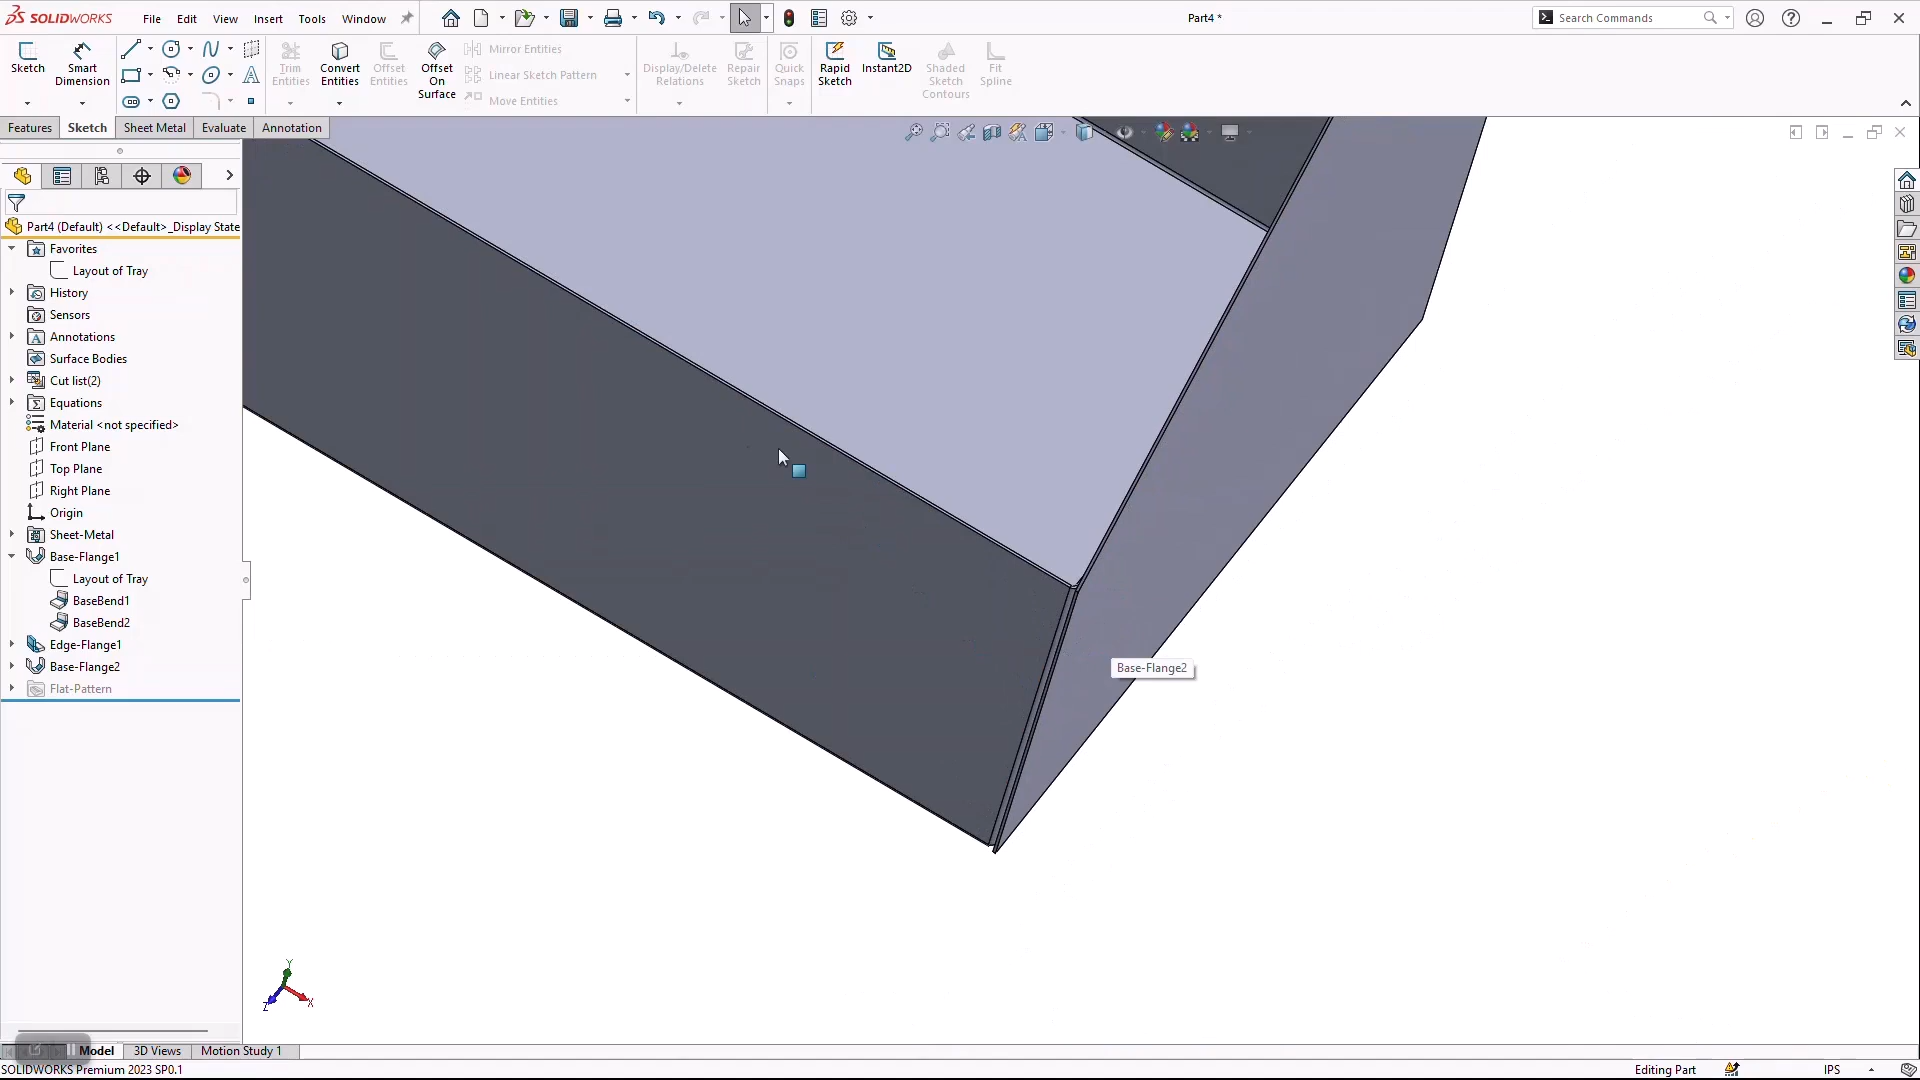 SOLIDWORKS
File Edit View Insert Tools Window
Part4 *
Search Commands
Sketch
Smart Dimension
Trim Entities
Convert Entities
Offset Entities
Offset On Surface
Mirror Entities
Linear Sketch Pattern
Move Entities
Display/Delete Relations
Repair Sketch
Quick Snaps
Rapid Sketch
Instant2D
Shaded Sketch Contours
Fit Spline
Features Sketch Sheet Metal Evaluate Annotation
Part4 (Default) <<Default>_Display State
Favorites
Layout of Tray
History
Sensors
Annotations
Surface Bodies
Cut list(2)
Equations
Material <not specified>
Front Plane
Top Plane
Right Plane
Origin
Sheet-Metal
Base-Flange1
Layout of Tray
BaseBend1
BaseBend2
Edge-Flange1
Base-Flange2
Flat-Pattern
Base-Flange2
Y
Z
X
Model 3D Views Motion Study 1
SOLIDWORKS Premium 2023 SP0.1
Editing Part
IPS